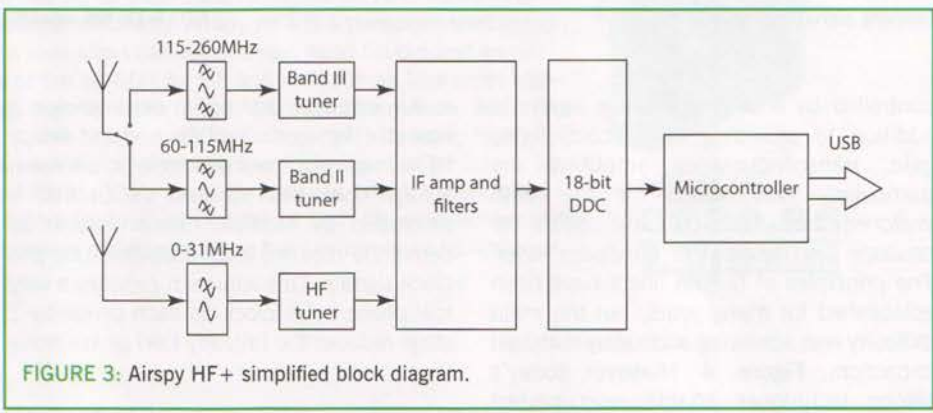 115-260MHz
Band III
tuner
60-115MHz
Band II
tuner
0-31MHz
HF
tuner
IF amp and
filters
18-bit
DDC
Microcontroller
USB
FIGURE 3: Airspy HF+ simplified block diagram.